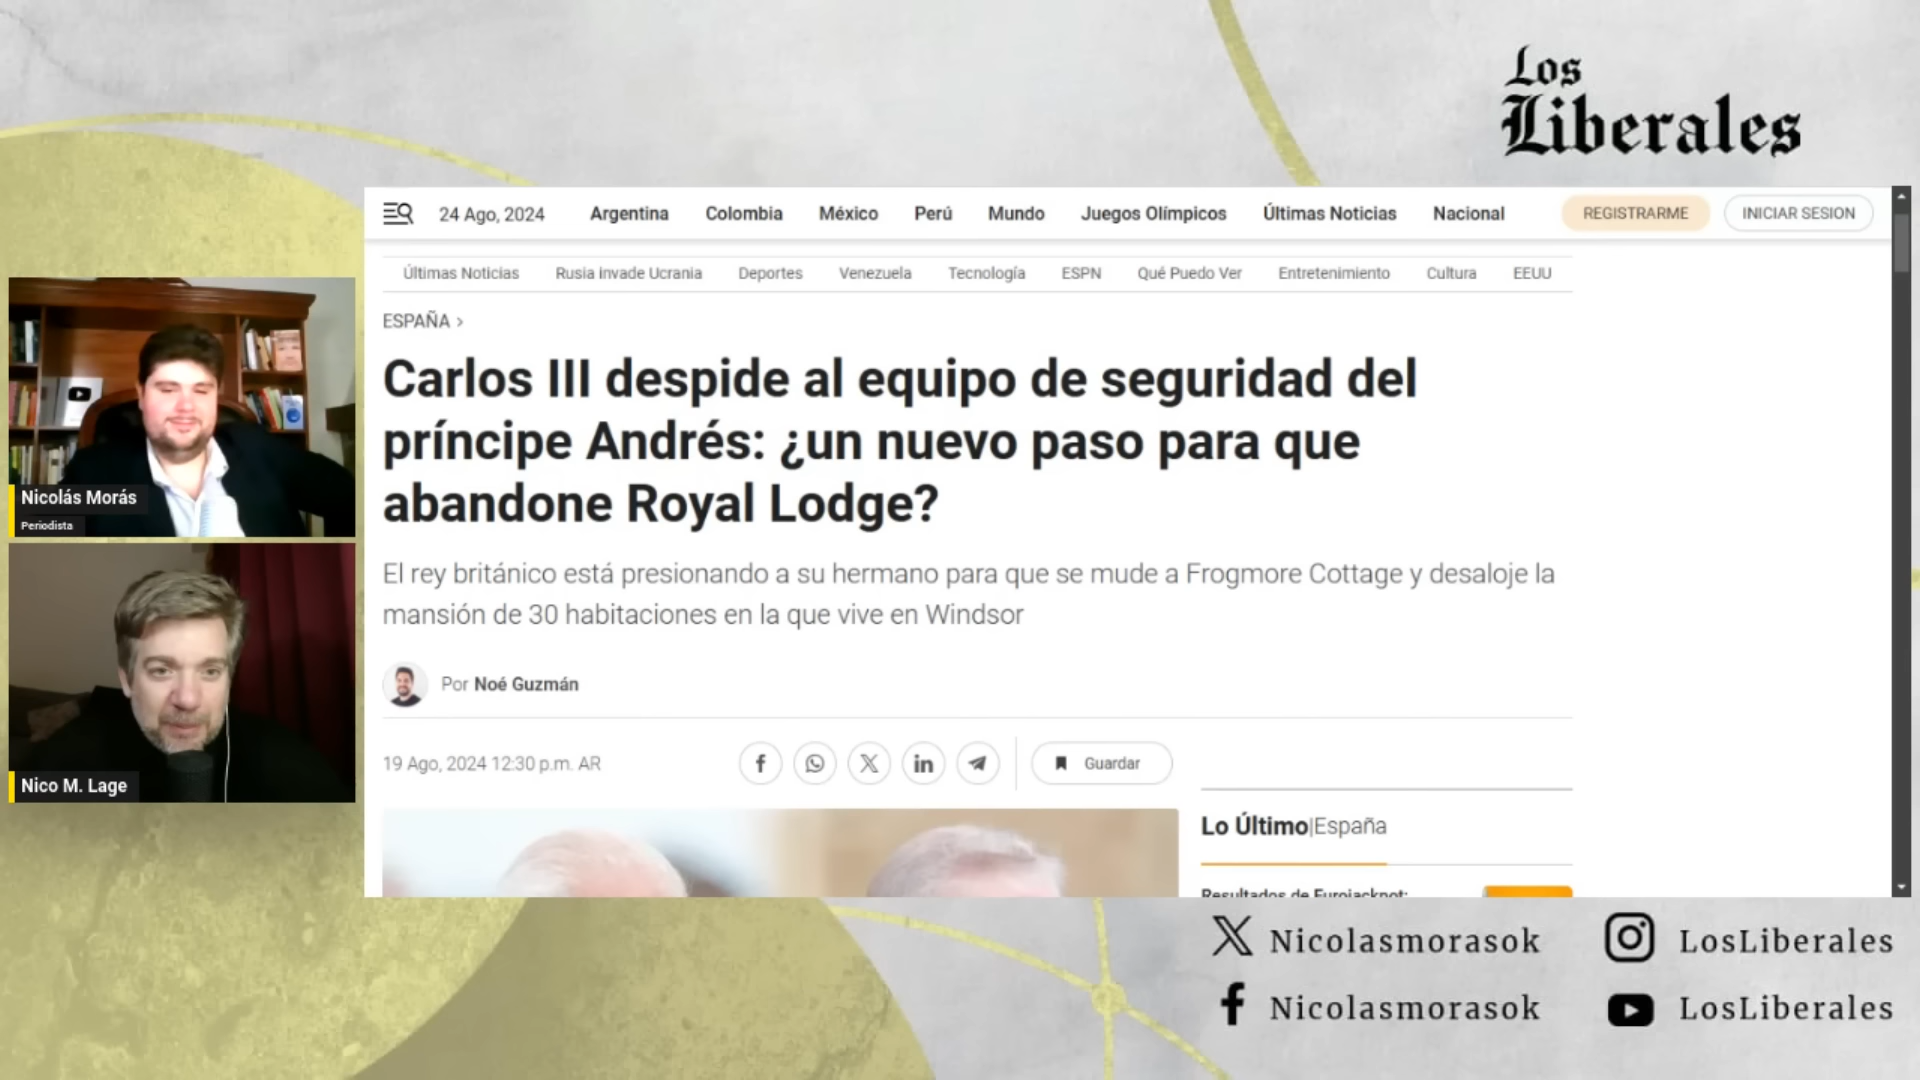 Los
Liberales
24 Ago, 2024 Argentina Colombia México Perú Mundo Juegos Olímpicos Últimas Noticias Nacional REGISTRARME INICIAR SESION
Últimas Noticias Rusia invade Ucrania Deportes Venezuela Tecnología ESPN Qué Puedo Ver Entretenimiento Cultura EEUU
ESPAÑA >
Carlos III despide al equipo de seguridad del
príncipe Andrés: ¿un nuevo paso para que
abandone Royal Lodge?
El rey británico está presionando a su hermano para que se mude a Frogmore Cottage y desaloje la
mansión de 30 habitaciones en la que vive en Windsor
Por Noé Guzmán
19 Ago, 2024 12:30 p.m. AR
Guardar
Lo Último|España
Resultados de Eurojackpot:
Nicolás Morás
Periodista
Nico M. Lage
Nicolasmorasok
LosLiberales
Nicolasmorasok
LosLiberales